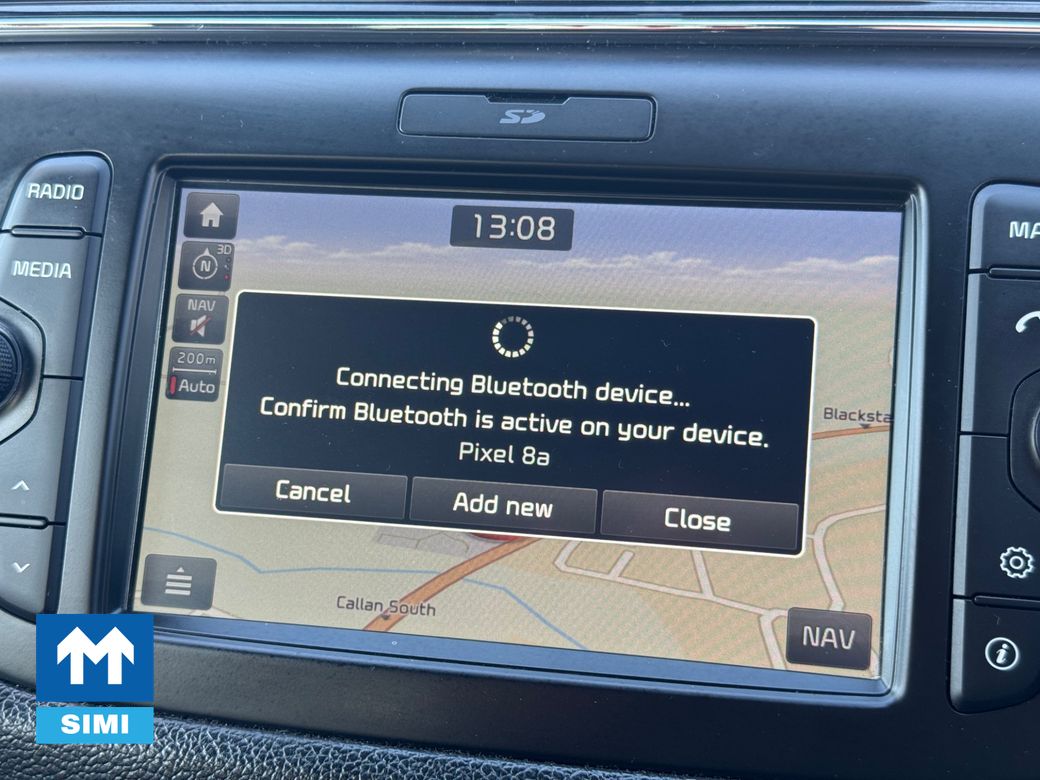 SD
RADIO
MEDIA
13:08
3D
N
NAV
200m
Auto
Connecting Bluetooth device...
Confirm Bluetooth is active on your device.
Pixel 8a
Cancel
Add new
Close
Blacksta
Callan South
NAV
MA
i
SIMI